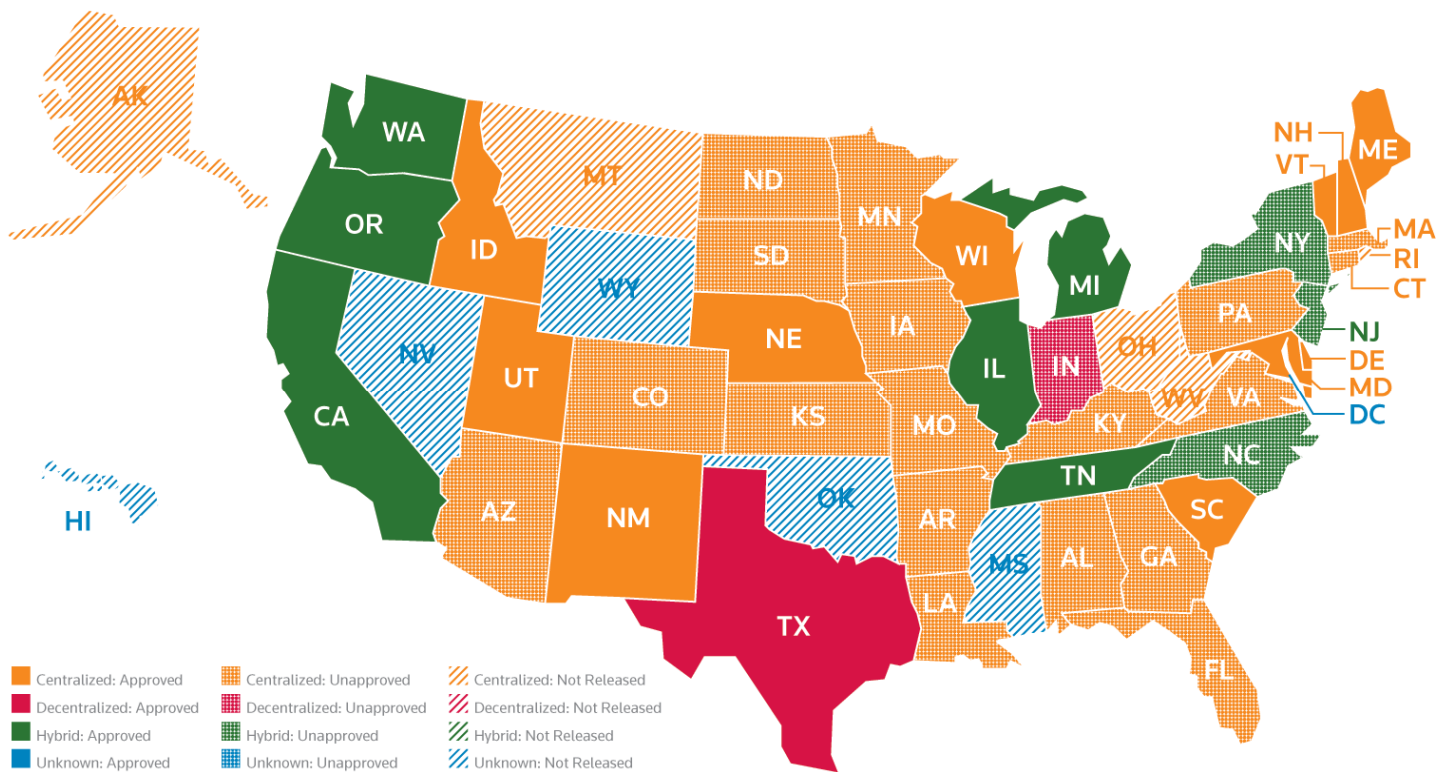 AK
WA
MT
ND
MN
NH
VT
ME
OR
ID
SD
WI
NY
MA
RI
CT
WY
MI
IA
PA
NJ
NV
NE
OH
IL
IN
DE
MD
DC
UT
CO
KS
MO
WV
VA
KY
CA
NC
TN
AZ
NM
OK
AR
SC
HI
MS
AL
GA
LA
TX
FL
Centralized: Approved Centralized: Unapproved Centralized: Not Released
Decentralized: Approved Decentralized: Unapproved Decentralized: Not Released
Hybrid: Approved Hybrid: Unapproved Hybrid: Not Released
Unknown: Approved Unknown: Unapproved Unknown: Not Released